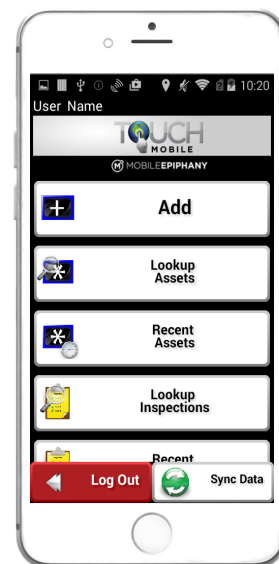 10:20
User Name
TOUCH
MOBILE
M MOBILEEPIPHANY
Add
Lookup
Assets
Recent
Assets
Lookup
Inspections
Recent
Log Out
Sync Data